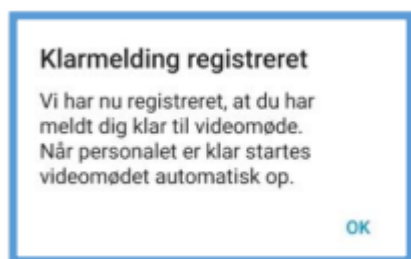 Klarmelding registreret
Vi har nu registreret, at du har
meldt dig klar til videomøde.
Når personalet er klar startes
videomødet automatisk op.
OK